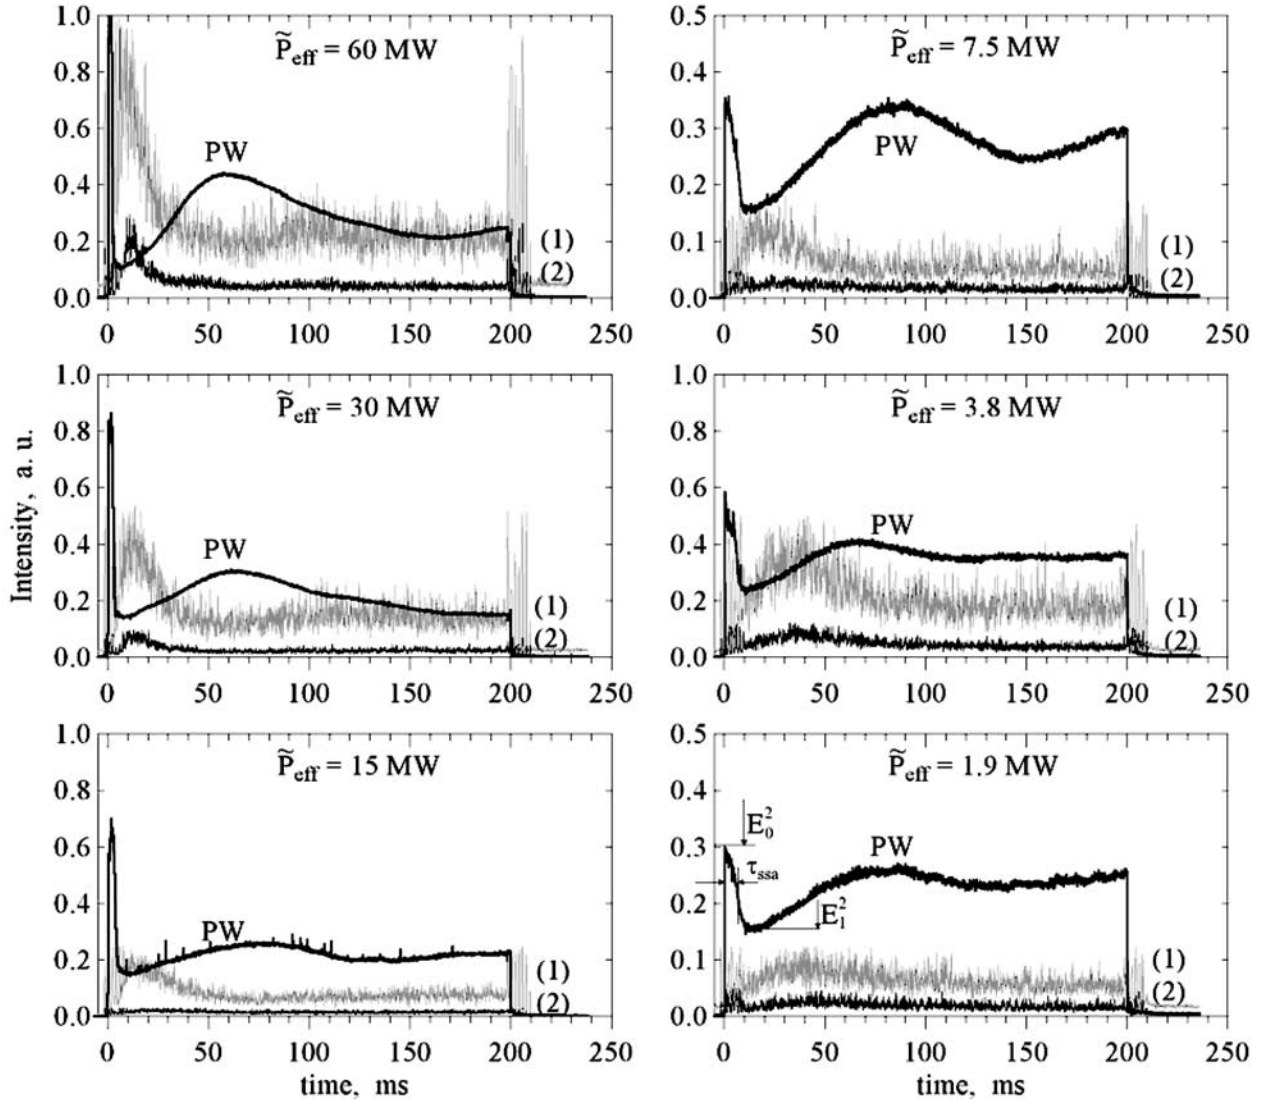 Intensity, a. u.
P̃eff = 60 MW
1.0
0.8
0.6
0.4
0.2
0.0
PW
(1)
(2)
0 50 100 150 200 250
P̃eff = 7.5 MW
0.5
0.4
0.3
0.2
0.1
0.0
PW
(1)
(2)
0 50 100 150 200 250
P̃eff = 30 MW
1.0
0.8
0.6
0.4
0.2
0.0
PW
(1)
(2)
0 50 100 150 200 250
P̃eff = 3.8 MW
1.0
0.8
0.6
0.4
0.2
0.0
PW
(1)
(2)
0 50 100 150 200 250
P̃eff = 15 MW
1.0
0.8
0.6
0.4
0.2
0.0
PW
(1)
(2)
0 50 100 150 200 250
time, ms
P̃eff = 1.9 MW
0.5
0.4
0.3
0.2
0.1
0.0
E₀²
τssa
E₁²
PW
(1)
(2)
0 50 100 150 200 250
time, ms